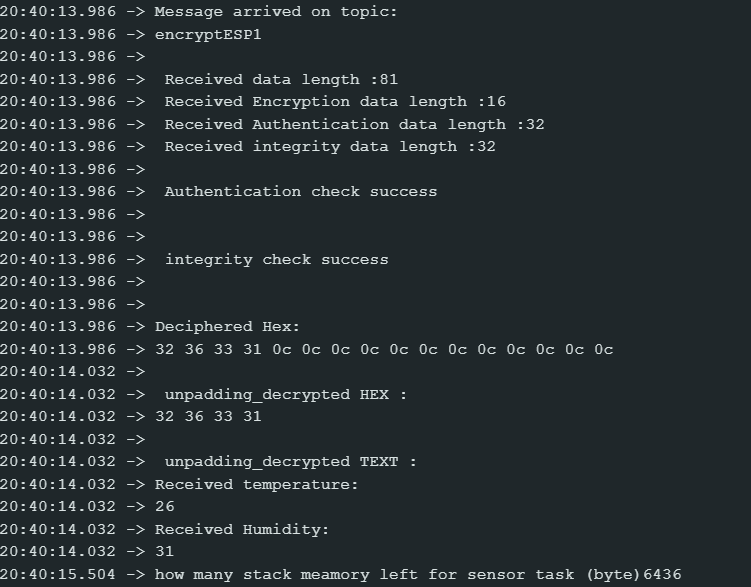 20:40:13.986 -> Message arrived on topic:
20:40:13.986 -> encryptESP1
20:40:13.986 ->
20:40:13.986 ->  Received data length :81
20:40:13.986 ->  Received Encryption data length :16
20:40:13.986 ->  Received Authentication data length :32
20:40:13.986 ->  Received integrity data length :32
20:40:13.986 ->
20:40:13.986 ->  Authentication check success
20:40:13.986 ->
20:40:13.986 ->
20:40:13.986 ->  integrity check success
20:40:13.986 ->
20:40:13.986 ->
20:40:13.986 -> Deciphered Hex:
20:40:13.986 -> 32 36 33 31 0c 0c 0c 0c 0c 0c 0c 0c 0c 0c 0c 0c
20:40:14.032 ->
20:40:14.032 ->  unpadding_decrypted HEX :
20:40:14.032 -> 32 36 33 31
20:40:14.032 ->
20:40:14.032 ->  unpadding_decrypted TEXT :
20:40:14.032 -> Received temperature:
20:40:14.032 -> 26
20:40:14.032 -> Received Humidity:
20:40:14.032 -> 31
20:40:15.504 -> how many stack meamory left for sensor task (byte)6436